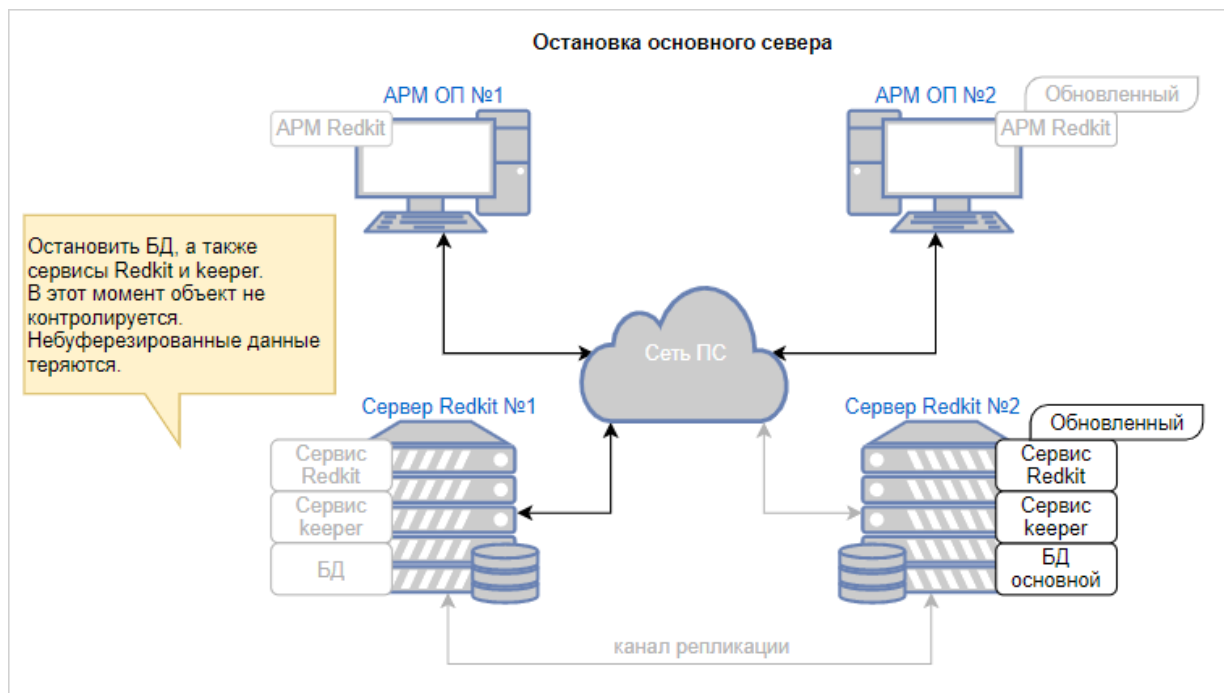 Остановка основного севера
АРМ ОП №1
АРМ ОП №2
Обновленный
АРМ Redkit
АРМ Redkit
Остановить БД, а также
сервисы Redkit и keeper.
В этот момент объект не
контролируется.
Небуферезированные данные
теряются.
Сеть ПС
Сервер Redkit №1
Сервер Redkit №2
Обновленный
Сервис
Redkit
Сервис
keeper
БД
Сервис
Redkit
Сервис
keeper
БД
основной
канал репликации